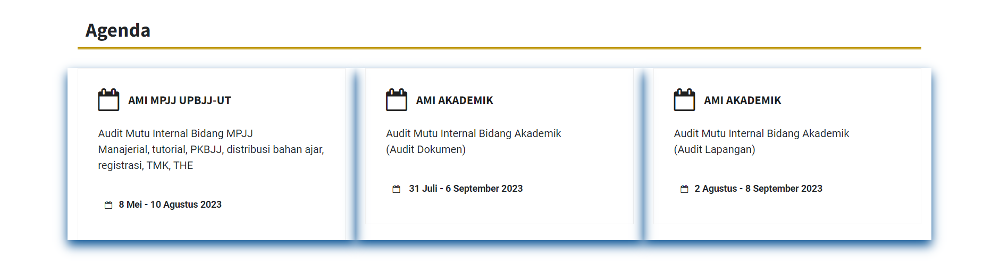 Agenda
AMI MPJJ UPBJJ-UT
Audit Mutu Internal Bidang MPJJ
Manajerial, tutorial, PKBJJ, distribusi bahan ajar,
registrasi, TMK, THE
8 Mei - 10 Agustus 2023
AMI AKADEMIK
Audit Mutu Internal Bidang Akademik
(Audit Dokumen)
31 Juli - 6 September 2023
AMI AKADEMIK
Audit Mutu Internal Bidang Akademik
(Audit Lapangan)
2 Agustus - 8 September 2023